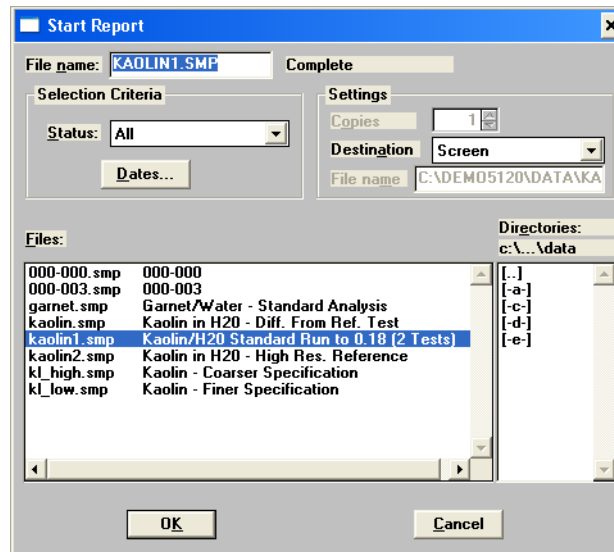 Start Report
File name: KAOLIN1.SMP Complete
Selection Criteria
Status: All
Dates...
Settings
Copies 1
Destination Screen
File name C:\DEMO5120\DATA\KA
Files:
Directories:
c:\...\data
000-000.smp 000-000
000-003.smp 000-003
garnet.smp Garnet/Water - Standard Analysis
kaolin.smp Kaolin in H20 - Diff. From Ref. Test
kaolin1.smp Kaolin/H20 Standard Run to 0.18 (2 Tests)
kaolin2.smp Kaolin in H20 - High Res. Reference
kl_high.smp Kaolin - Coarser Specification
kl_low.smp Kaolin - Finer Specification
[..]
[-a-]
[-c-]
[-d-]
[-e-]
OK
Cancel